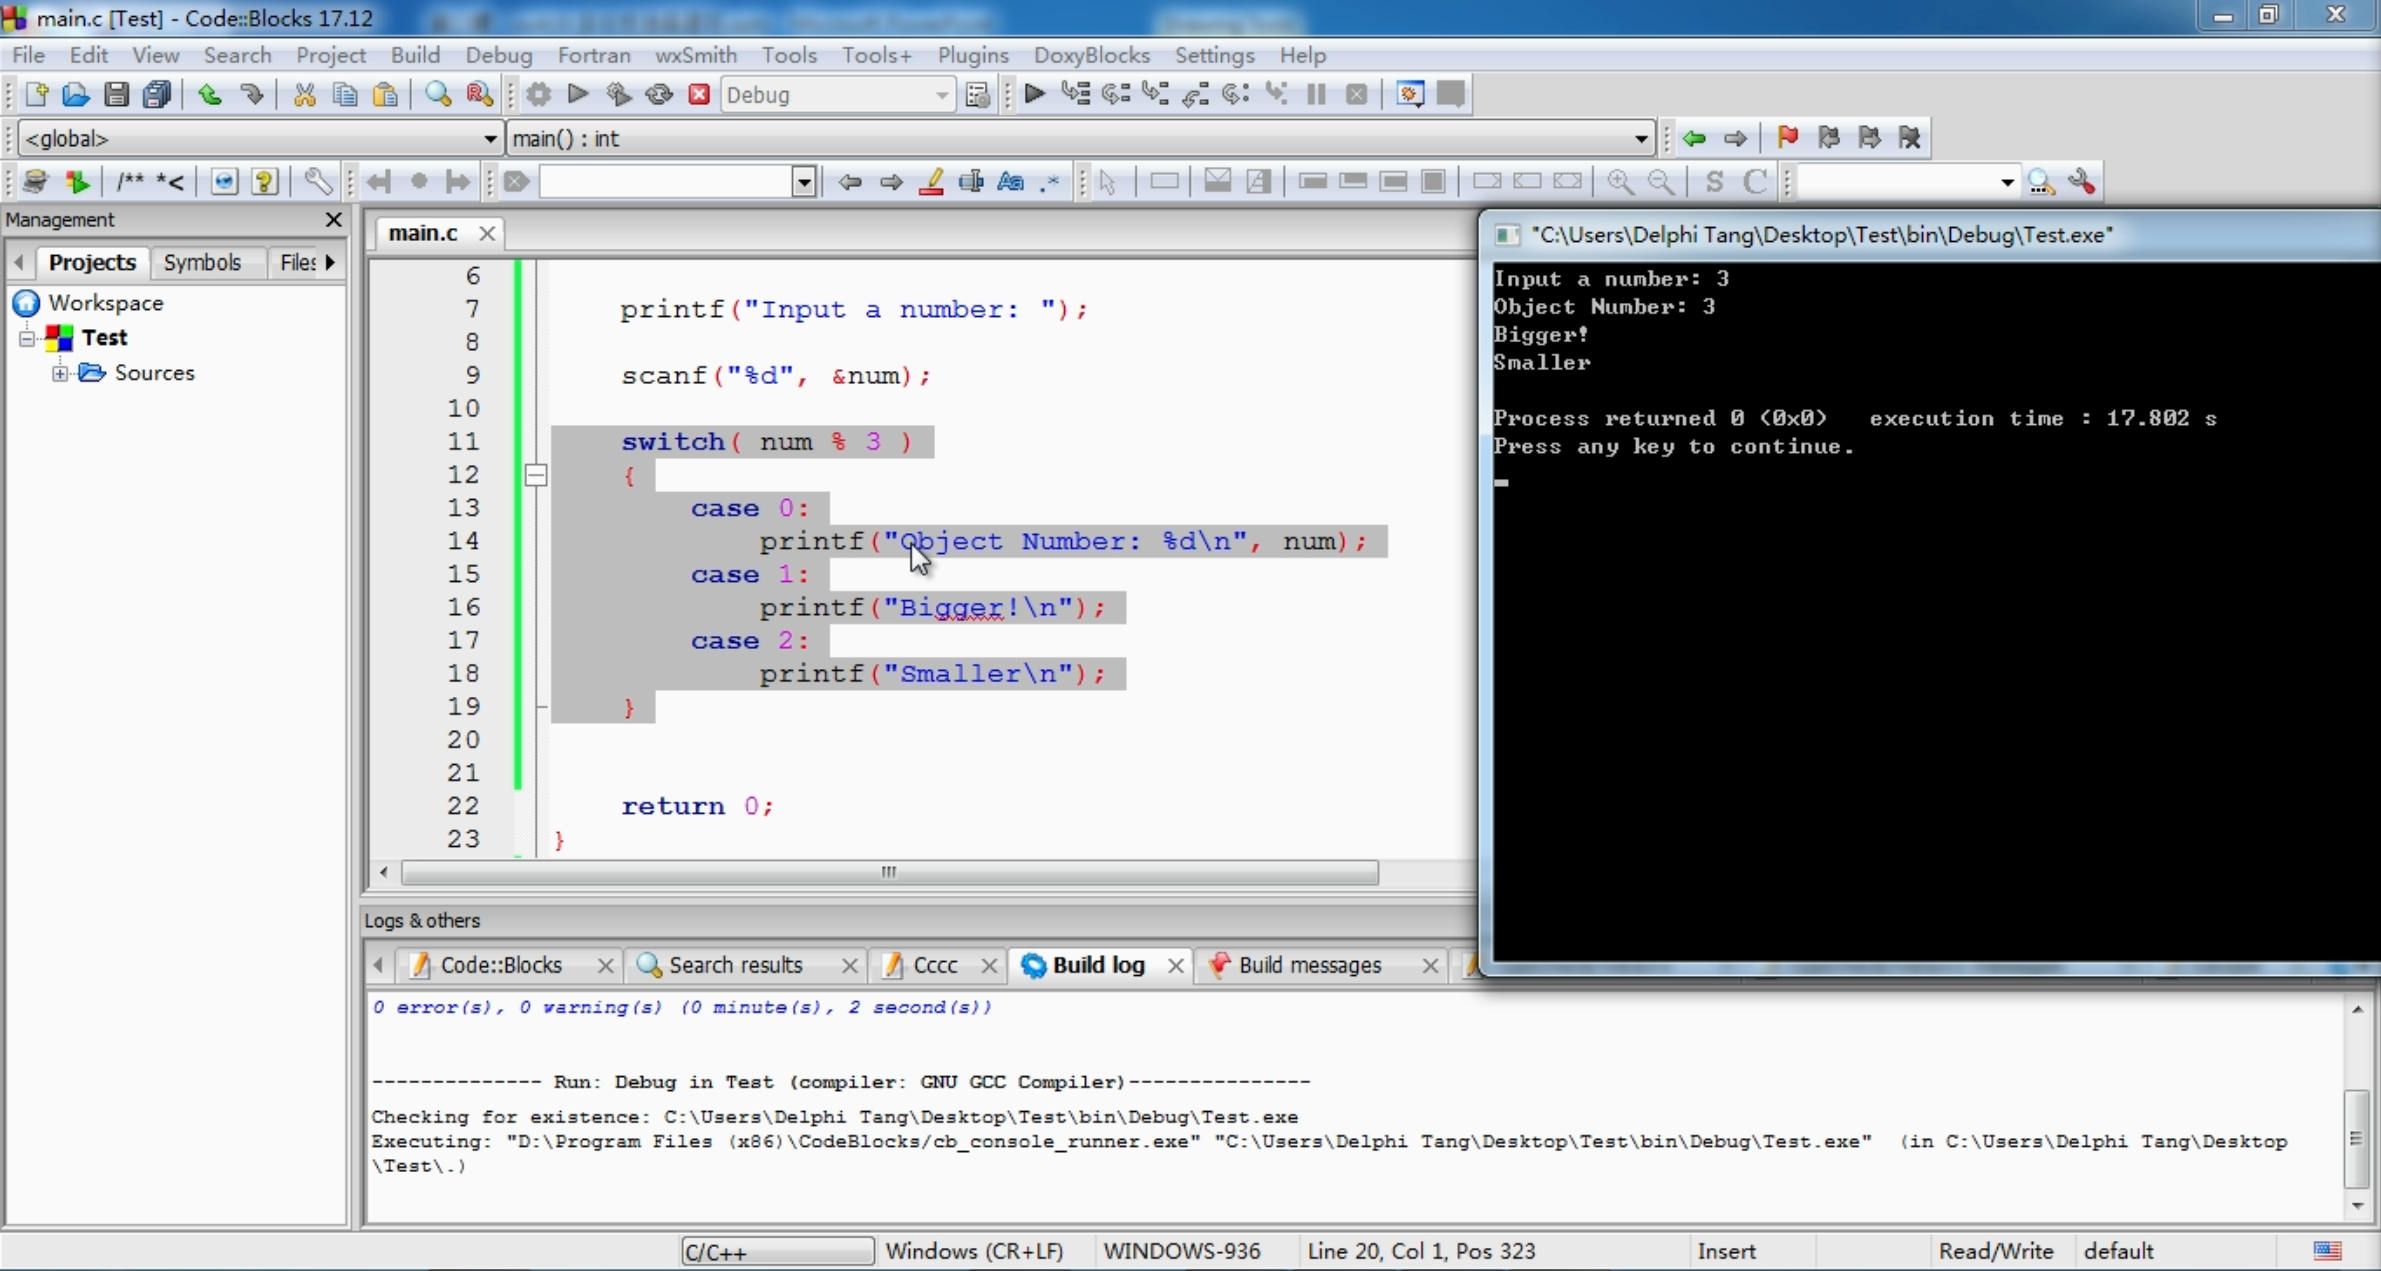 main.c [Test] - Code::Blocks 17.12
File Edit View Search Project Build Debug Fortran wxSmith Tools Tools+ Plugins DoxyBlocks Settings Help
Debug
<global> main() : int
/** *<
S C
Management
Projects Symbols Files
Workspace
Test
Sources
main.c
6
7 printf("Input a number: ");
8
9 scanf("%d", &num);
10
11 switch( num % 3 )
12 {
13 case 0:
14 printf("Object Number: %d\n", num);
15 case 1:
16 printf("Bigger!\n");
17 case 2:
18 printf("Smaller\n");
19 }
20
21
22 return 0;
23 }
"C:\Users\Delphi Tang\Desktop\Test\bin\Debug\Test.exe"
Input a number: 3
Object Number: 3
Bigger!
Smaller
Process returned 0 (0x0) execution time : 17.802 s
Press any key to continue.
Logs & others
Code::Blocks Search results Cccc Build log Build messages
0 error(s), 0 warning(s) (0 minute(s), 2 second(s))
-------------- Run: Debug in Test (compiler: GNU GCC Compiler)---------------
Checking for existence: C:\Users\Delphi Tang\Desktop\Test\bin\Debug\Test.exe
Executing: "D:\Program Files (x86)\CodeBlocks/cb_console_runner.exe" "C:\Users\Delphi Tang\Desktop\Test\bin\Debug\Test.exe" (in C:\Users\Delphi Tang\Desktop
\Test\.)
C/C++ Windows (CR+LF) WINDOWS-936 Line 20, Col 1, Pos 323 Insert Read/Write default